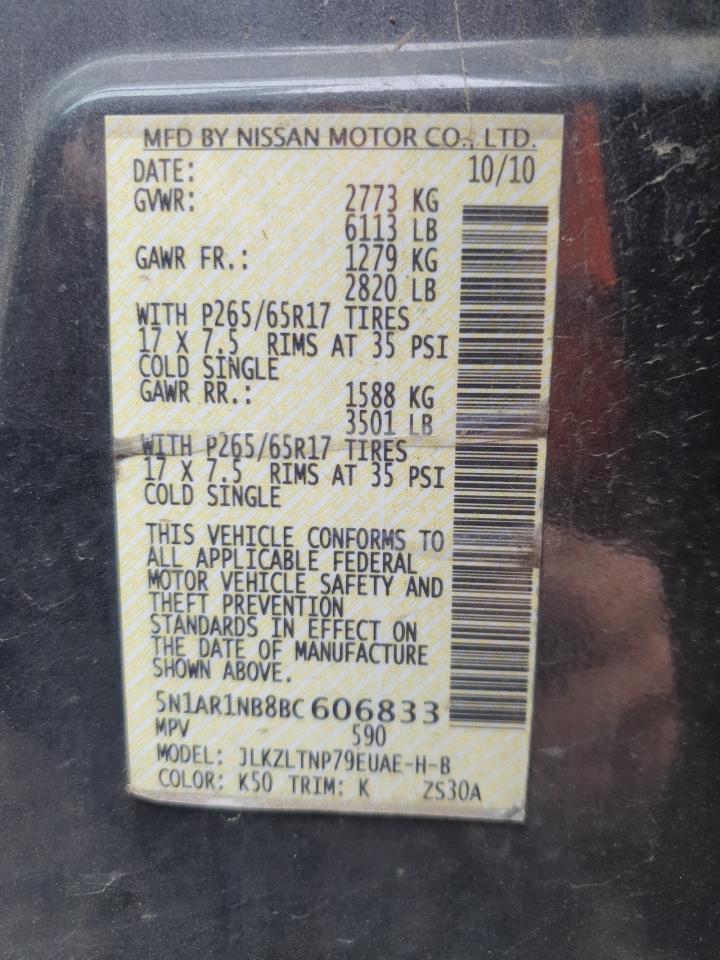 MFD BY NISSAN MOTOR CO., LTD.
DATE: 10/10
GVWR: 2773 KG
6113 LB
GAWR FR.: 1279 KG
2820 LB
WITH P265/65R17 TIRES
17 X 7.5 RIMS AT 35 PSI
COLD SINGLE
GAWR RR.: 1588 KG
3501 LB
WITH P265/65R17 TIRES
17 X 7.5 RIMS AT 35 PSI
COLD SINGLE
THIS VEHICLE CONFORMS TO
ALL APPLICABLE FEDERAL
MOTOR VEHICLE SAFETY AND
THEFT PREVENTION
STANDARDS IN EFFECT ON
THE DATE OF MANUFACTURE
SHOWN ABOVE.
5N1AR1NB8BC606833
MPV 590
MODEL: JLKZLTNP79EUAE-H-B
COLOR: K50 TRIM: K ZS30A